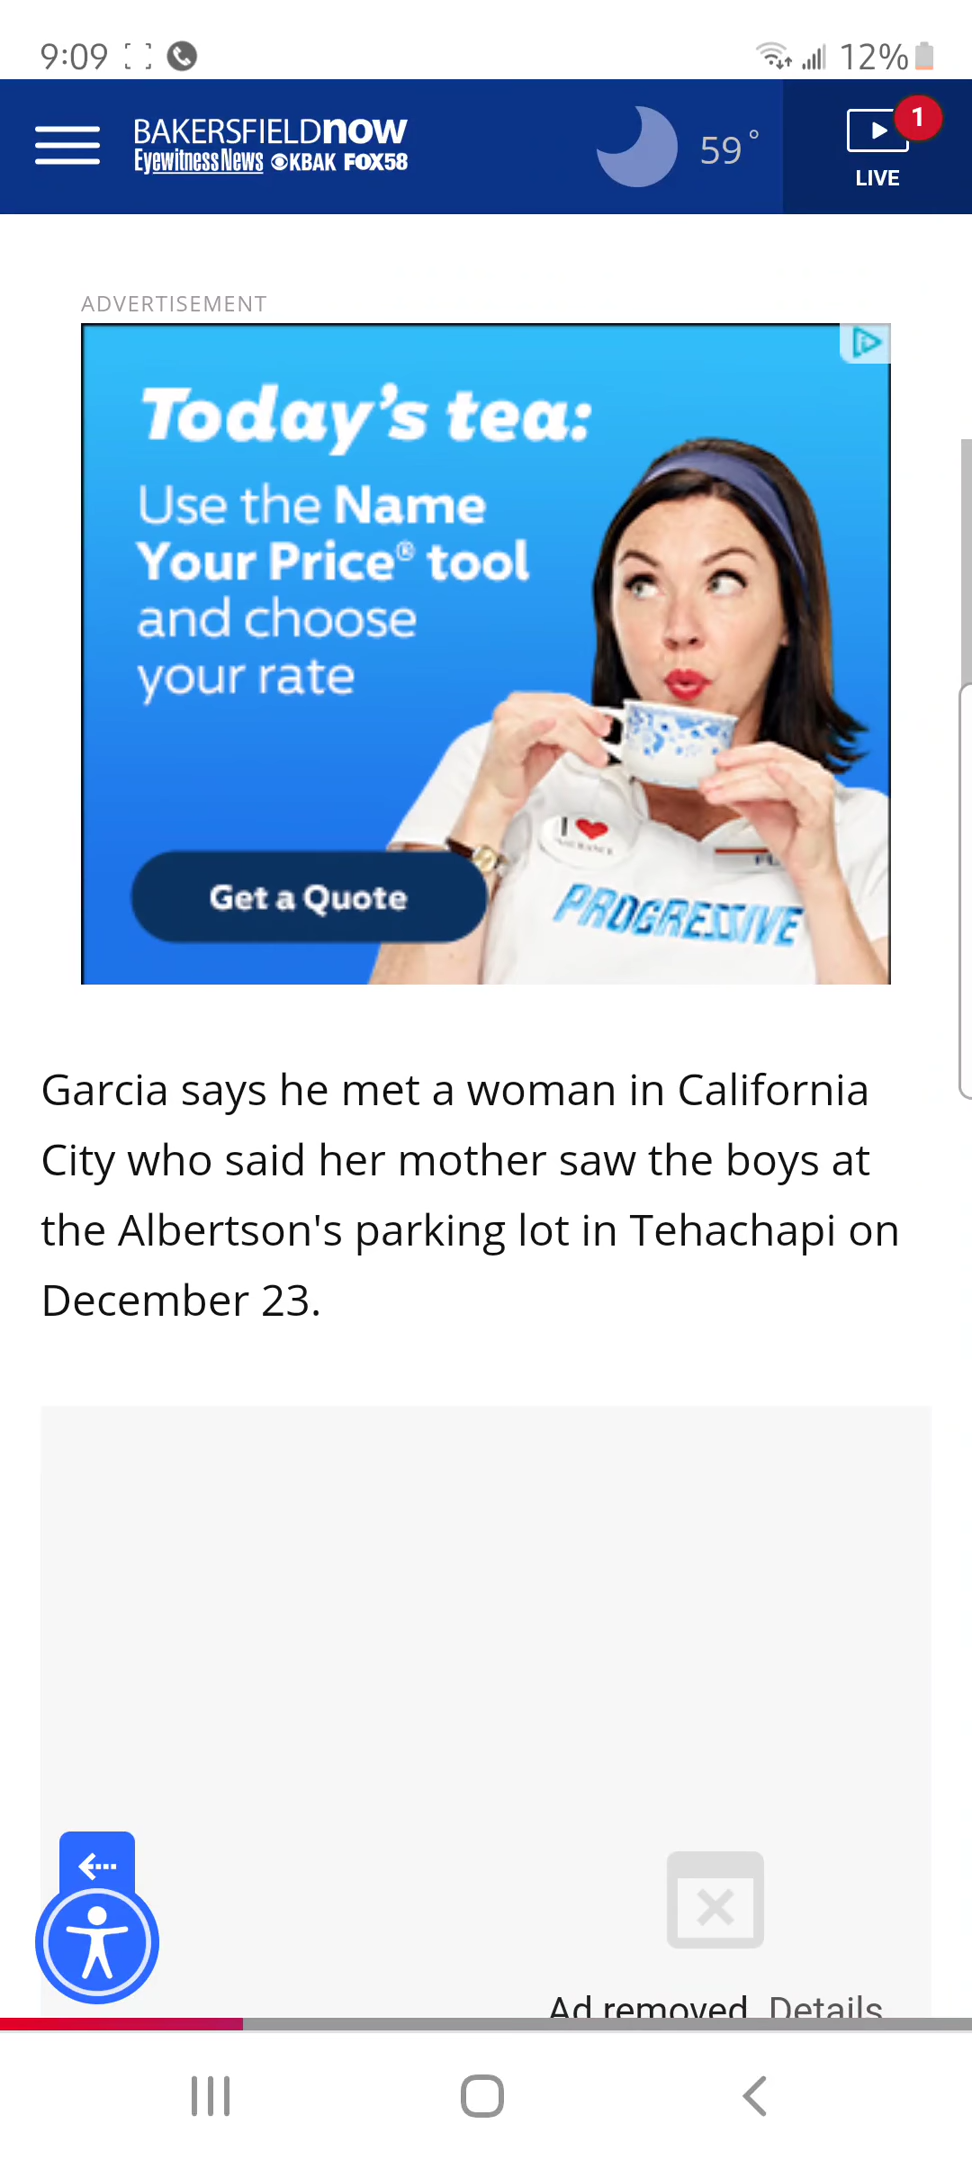 9:09
12%
BAKERSFIELDnow
EyewitnessNews KBAK FOX58
59°
1
LIVE
ADVERTISEMENT
Today's tea:
Use the Name
Your Price® tool
and choose
your rate
I
FL
PROGRESSIVE
Get a Quote
Garcia says he met a woman in California
City who said her mother saw the boys at
the Albertson's parking lot in Tehachapi on
December 23.
Ad removed. Details